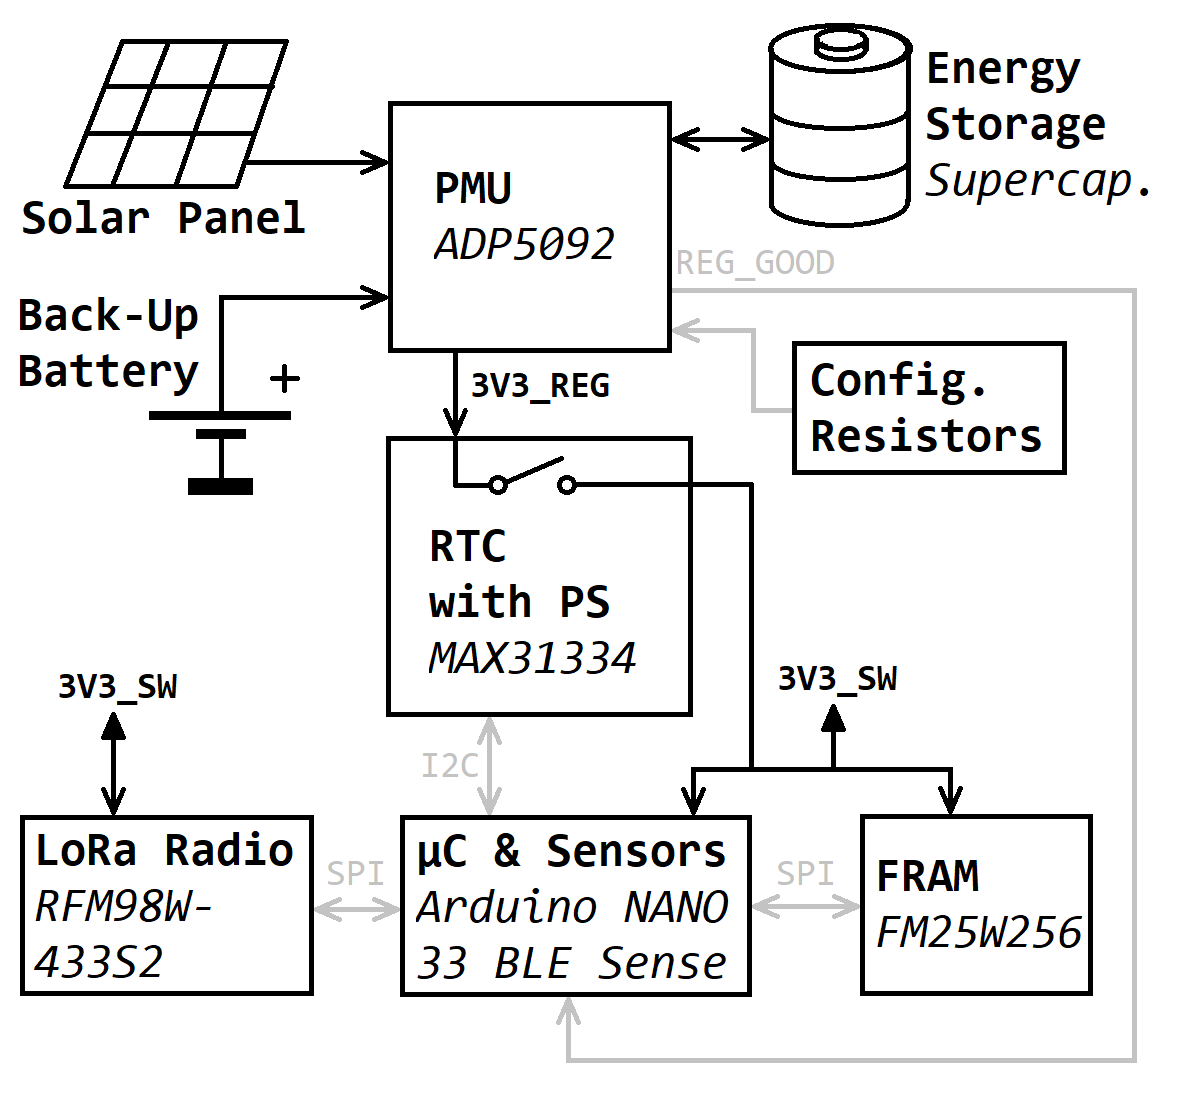 Solar Panel
Energy
Storage
Supercap.
PMU
ADP5092
REG_GOOD
Back-Up
Battery
+
3V3_REG
Config.
Resistors
RTC
with PS
MAX31334
3V3_SW
3V3_SW
I2C
LoRa Radio
RFM98W-
433S2
SPI
µC & Sensors
Arduino NANO
33 BLE Sense
SPI
FRAM
FM25W256